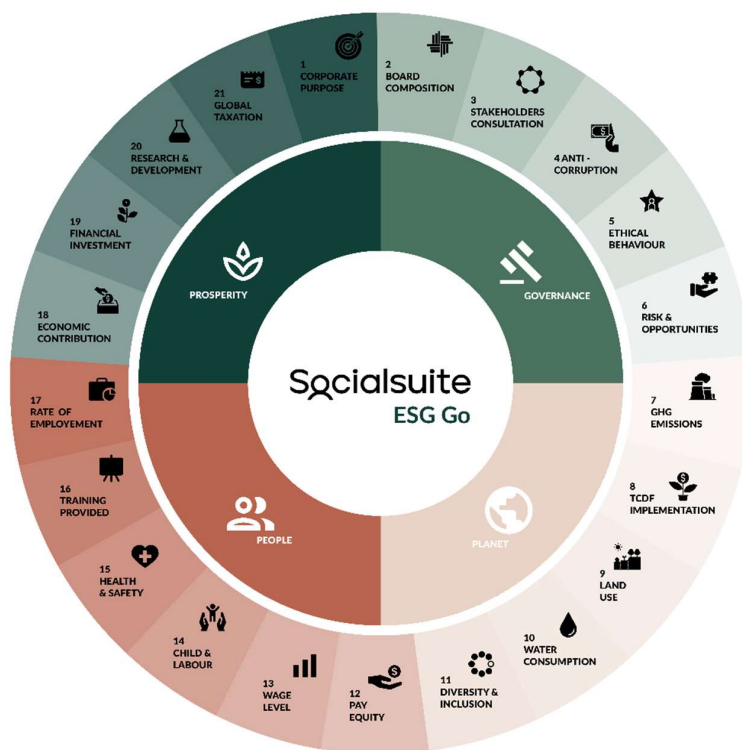 1
CORPORATE
PURPOSE
2
BOARD
COMPOSITION
3
STAKEHOLDERS
CONSULTATION
4 ANTI -
CORRUPTION
5
ETHICAL
BEHAVIOUR
6
RISK &
OPPORTUNITIES
7
GHG
EMISSIONS
8
TCDF
IMPLEMENTATION
9
LAND
USE
10
WATER
CONSUMPTION
11
DIVERSITY &
INCLUSION
12
PAY
EQUITY
13
WAGE
LEVEL
14
CHILD &
LABOUR
15
HEALTH
& SAFETY
16
TRAINING
PROVIDED
17
RATE OF
EMPLOYEMENT
18
ECONOMIC
CONTRIBUTION
19
FINANCIAL
INVESTMENT
20
RESEARCH &
DEVELOPMENT
21
GLOBAL
TAXATION
PROSPERITY
GOVERNANCE
Socialsuite
ESG Go
PEOPLE
PLANET